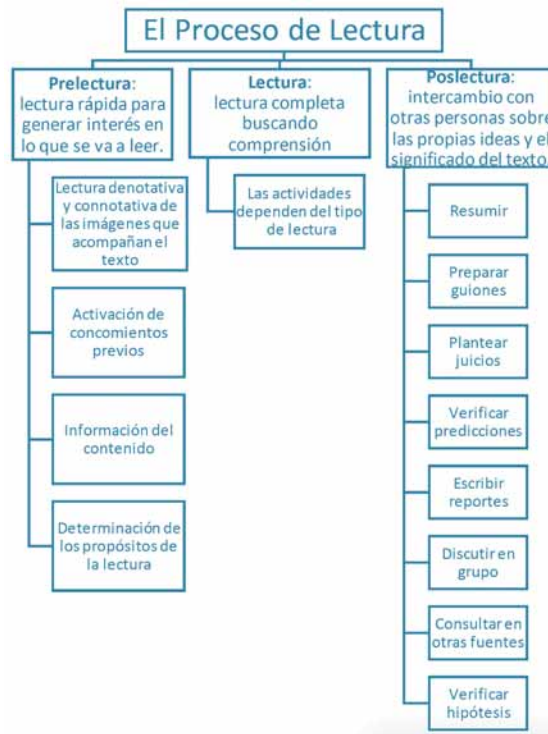 El Proceso de Lectura
Prelectura:
lectura rápida para
generar interés en
lo que se va a leer.
Lectura denotativa
y connotativa de
las imágenes que
acompañan el
texto
Activación de
concomientos
previos
Información del
contenido
Determinación de
los propósitos de
la lectura
Lectura:
lectura completa
buscando
comprensión
Las actividades
dependen del tipo
de lectura
Poslectura:
intercambio con
otras personas sobre
las propias ideas y el
significado del texto
Resumir
Preparar
guiones
Plantear
juicios
Verificar
predicciones
Escribir
reportes
Discutir en
grupo
Consultar en
otras fuentes
Verificar
hipótesis